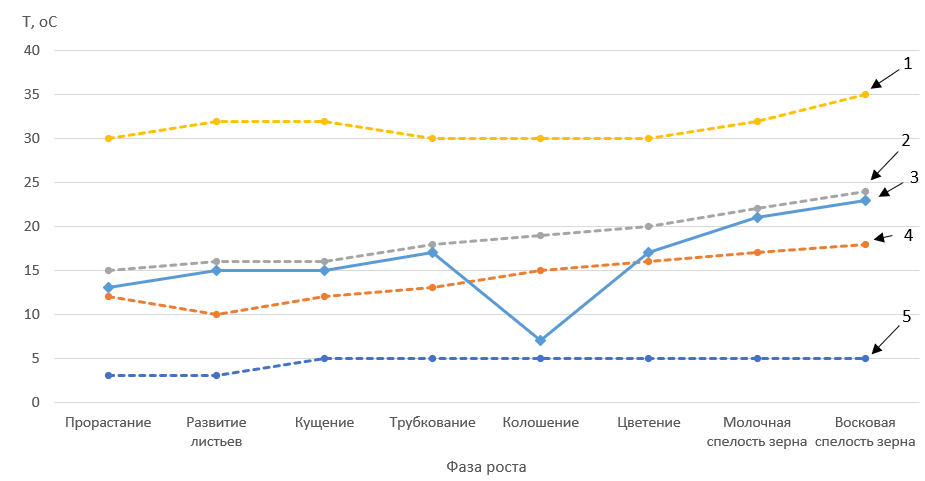 T, оС
40
35
30
25
20
15
10
5
0
1
2
3
4
5
Прорастание
Развитие
листьев
Кущение
Трубкование
Колошение
Цветение
Молочная
спелость зерна
Восковая
спелость зерна
Фаза роста